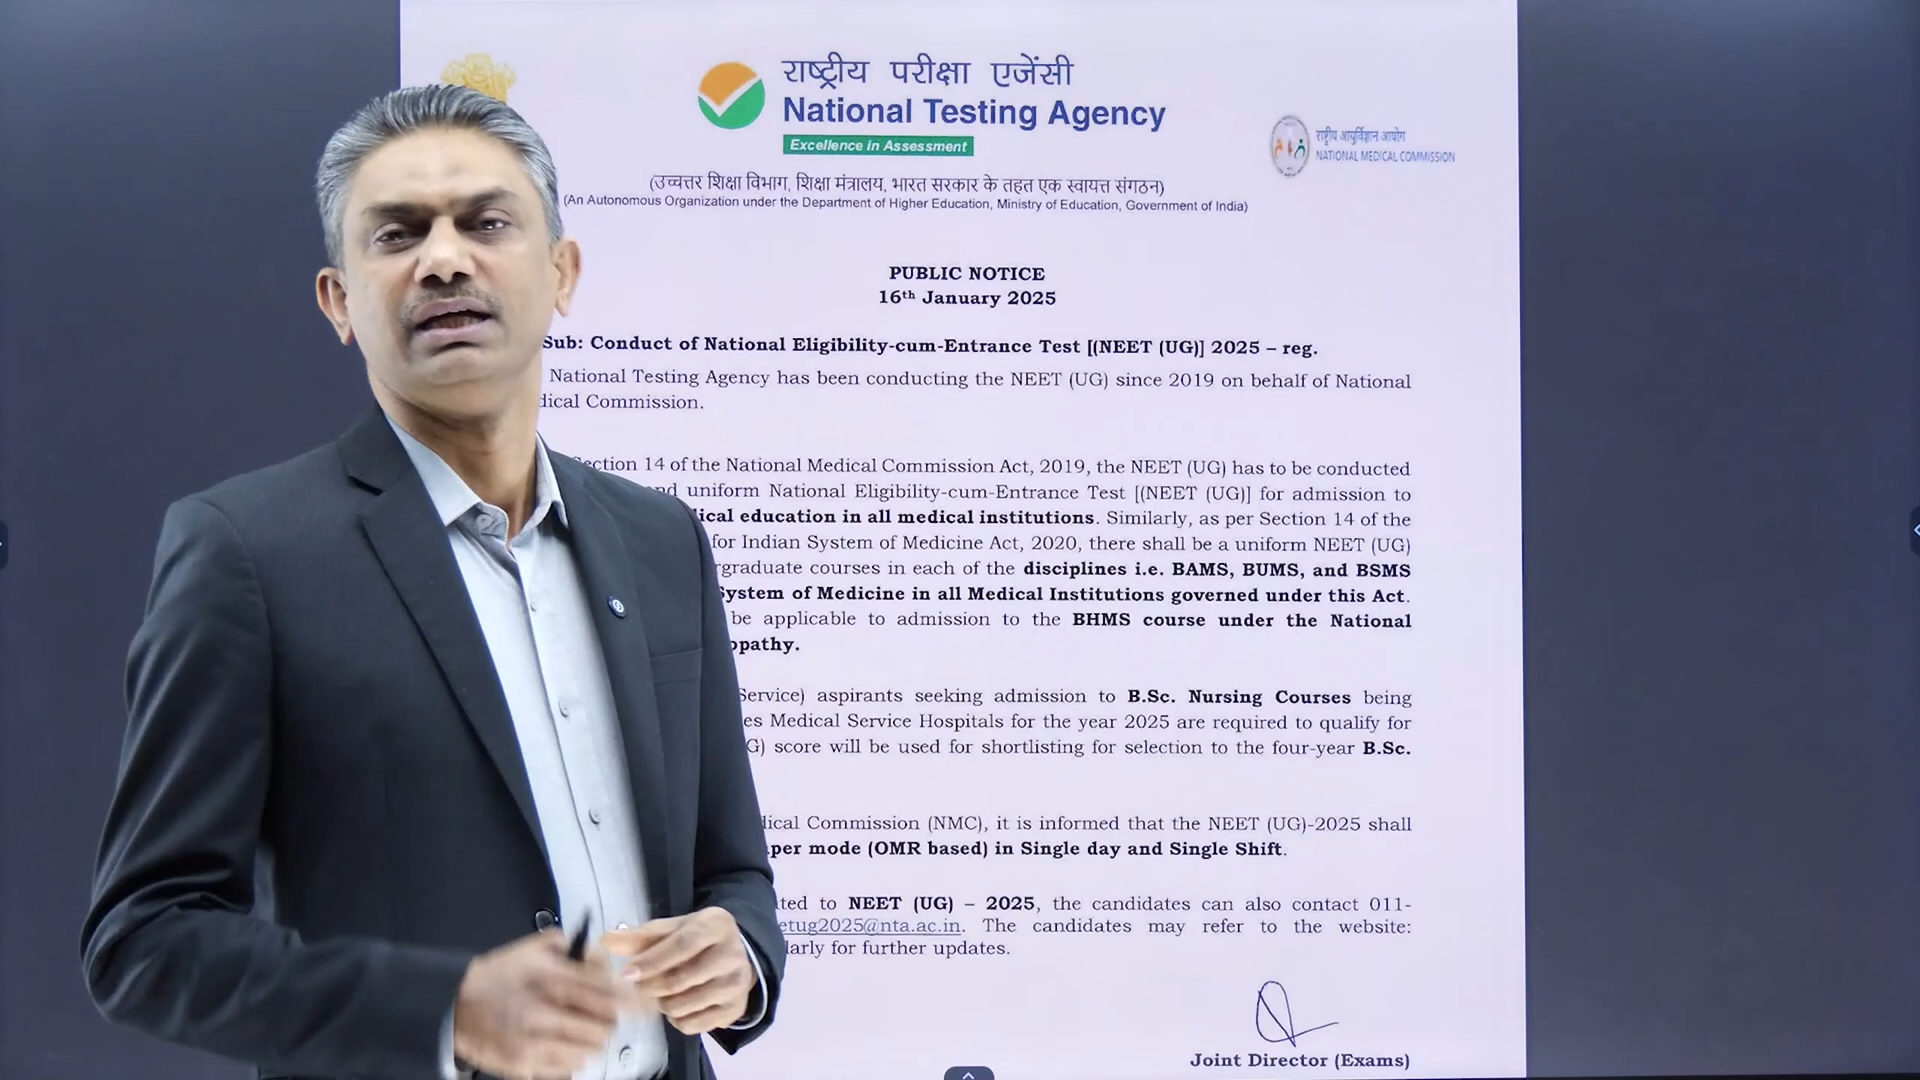 राष्ट्रीय परीक्षा एजेंसी
National Testing Agency
Excellence in Assessment
राष्ट्रीय आयुर्विज्ञान आयोग
NATIONAL MEDICAL COMMISSION
(उच्चत्तर शिक्षा विभाग, शिक्षा मंत्रालय, भारत सरकार के तहत एक स्वायत्त संगठन)
(An Autonomous Organization under the Department of Higher Education, Ministry of Education, Government of India)
PUBLIC NOTICE
16th January 2025
Sub: Conduct of National Eligibility-cum-Entrance Test [(NEET (UG)] 2025 – reg.
National Testing Agency has been conducting the NEET (UG) since 2019 on behalf of National
dical Commission.
Section 14 of the National Medical Commission Act, 2019, the NEET (UG) has to be conducted
nd uniform National Eligibility-cum-Entrance Test [(NEET (UG)] for admission to
lical education in all medical institutions. Similarly, as per Section 14 of the
for Indian System of Medicine Act, 2020, there shall be a uniform NEET (UG)
rgraduate courses in each of the disciplines i.e. BAMS, BUMS, and BSMS
System of Medicine in all Medical Institutions governed under this Act.
be applicable to admission to the BHMS course under the National
opathy.
Service) aspirants seeking admission to B.Sc. Nursing Courses being
es Medical Service Hospitals for the year 2025 are required to qualify for
G) score will be used for shortlisting for selection to the four-year B.Sc.
lical Commission (NMC), it is informed that the NEET (UG)-2025 shall
per mode (OMR based) in Single day and Single Shift.
ted to NEET (UG) – 2025, the candidates can also contact 011-
etug2025@nta.ac.in. The candidates may refer to the website:
larly for further updates.
Joint Director (Exams)